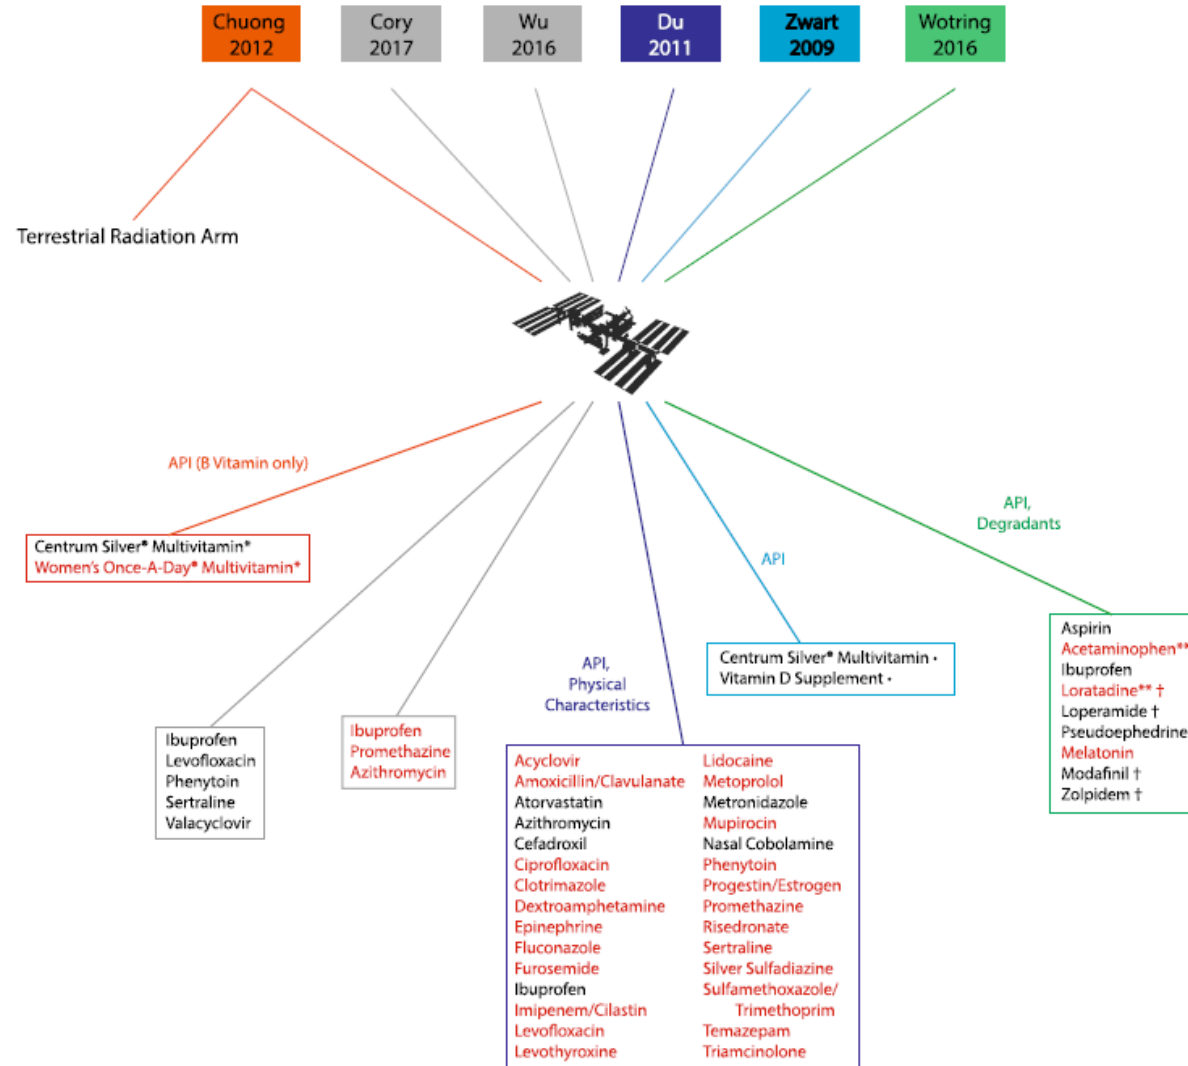 Chuong
2012
Cory
2017
Wu
2016
Du
2011
Zwart
2009
Wotring
2016
Terrestrial Radiation Arm
API (B Vitamin only)
Centrum Silver® Multivitamin*
Women's Once-A-Day® Multivitamin*
Ibuprofen
Levofloxacin
Phenytoin
Sertraline
Valacyclovir
Ibuprofen
Promethazine
Azithromycin
API,
Physical
Characteristics
Acyclovir
Amoxicillin/Clavulanate
Atorvastatin
Azithromycin
Cefadroxil
Ciprofloxacin
Clotrimazole
Dextroamphetamine
Epinephrine
Fluconazole
Furosemide
Ibuprofen
Imipenem/Cilastin
Levofloxacin
Levothyroxine
Lidocaine
Metoprolol
Metronidazole
Mupirocin
Nasal Cobolamine
Phenytoin
Progestin/Estrogen
Promethazine
Risedronate
Sertraline
Silver Sulfadiazine
Sulfamethoxazole/
Trimethoprim
Temazepam
Triamcinolone
API
Centrum Silver® Multivitamin •
Vitamin D Supplement •
API,
Degradants
Aspirin
Acetaminophen**
Ibuprofen
Loratadine** †
Loperamide †
Pseudoephedrine
Melatonin
Modafinil †
Zolpidem †